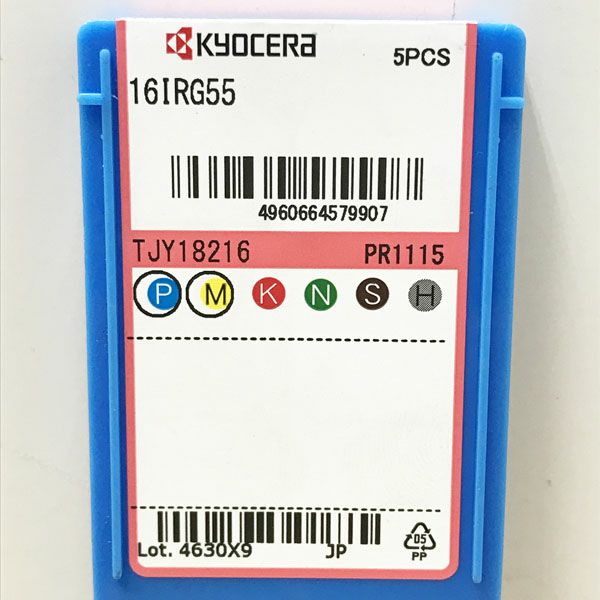 KYOCERA
5PCS
16IRG55
4960664579907
TJY18216 PR1115
P M K N S H
Lot. 4630X9 JP
05
PP